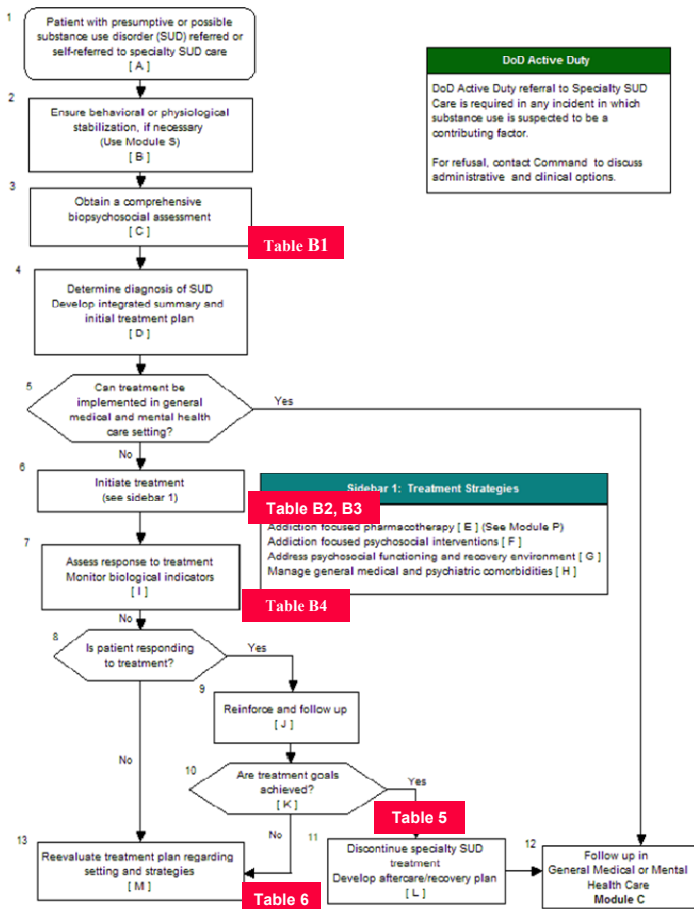 1
Patient with presumptive or possible
substance use disorder (SUD) referred or
self-referred to specialty SUD care
[ A ]
DoD Active Duty
DoD Active Duty referral to Specialty SUD
Care is required in any incident in which
substance use is suspected to be a
contributing factor.
For refusal, contact Command to discuss
administrative and clinical options.
2
Ensure behavioral or physiological
stabilization, if necessary
(Use Module S)
[ B ]
3
Obtain a comprehensive
biopsychosocial assessment
[ C ]
Table B1
4
Determine diagnosis of SUD
Develop integrated summary and
initial treatment plan
[ D ]
5
Can treatment be
implemented in general
medical and mental health
care setting?
Yes
No
6
Initiate treatment
(see sidebar 1)
Sidebar 1: Treatment Strategies
Table B2, B3
Addiction focused pharmacotherapy [ E ] (See Module P)
Addiction focused psychosocial interventions [ F ]
Address psychosocial functioning and recovery environment [ G ]
Manage general medical and psychiatric comorbidities [ H ]
7
Assess response to treatment
Monitor biological indicators
[ I ]
Table B4
No
8
Is patient responding
to treatment?
Yes
9
Reinforce and follow up
[ J ]
No
10
Are treatment goals
achieved?
[ K ]
Yes
Table 5
No
11
Discontinue specialty SUD
treatment
Develop aftercare/recovery plan
[ L ]
12
Follow up in
General Medical or Mental
Health Care
Module C
13
Reevaluate treatment plan regarding
setting and strategies
[ M ]
Table 6